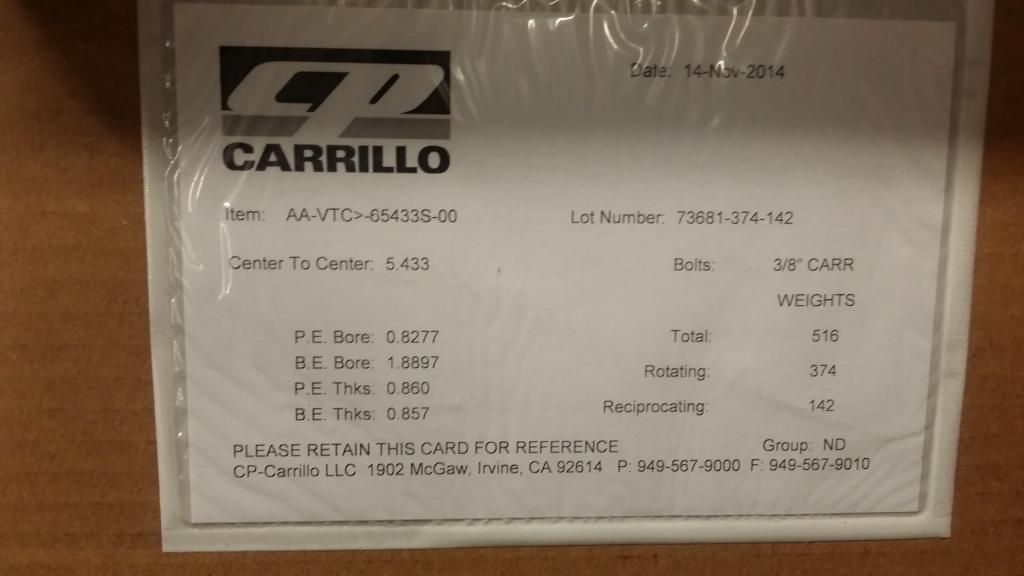 CP
Date: 14-Nov-2014
CARRILLO
Item: AA-VTC>-65433S-00 Lot Number: 73681-374-142
Center To Center: 5.433 Bolts: 3/8" CARR
WEIGHTS
P.E. Bore: 0.8277 Total: 516
B.E. Bore: 1.8897 Rotating: 374
P.E. Thks: 0.860
B.E. Thks: 0.857 Reciprocating: 142
PLEASE RETAIN THIS CARD FOR REFERENCE Group: ND
CP-Carrillo LLC 1902 McGaw, Irvine, CA 92614 P: 949-567-9000 F: 949-567-9010